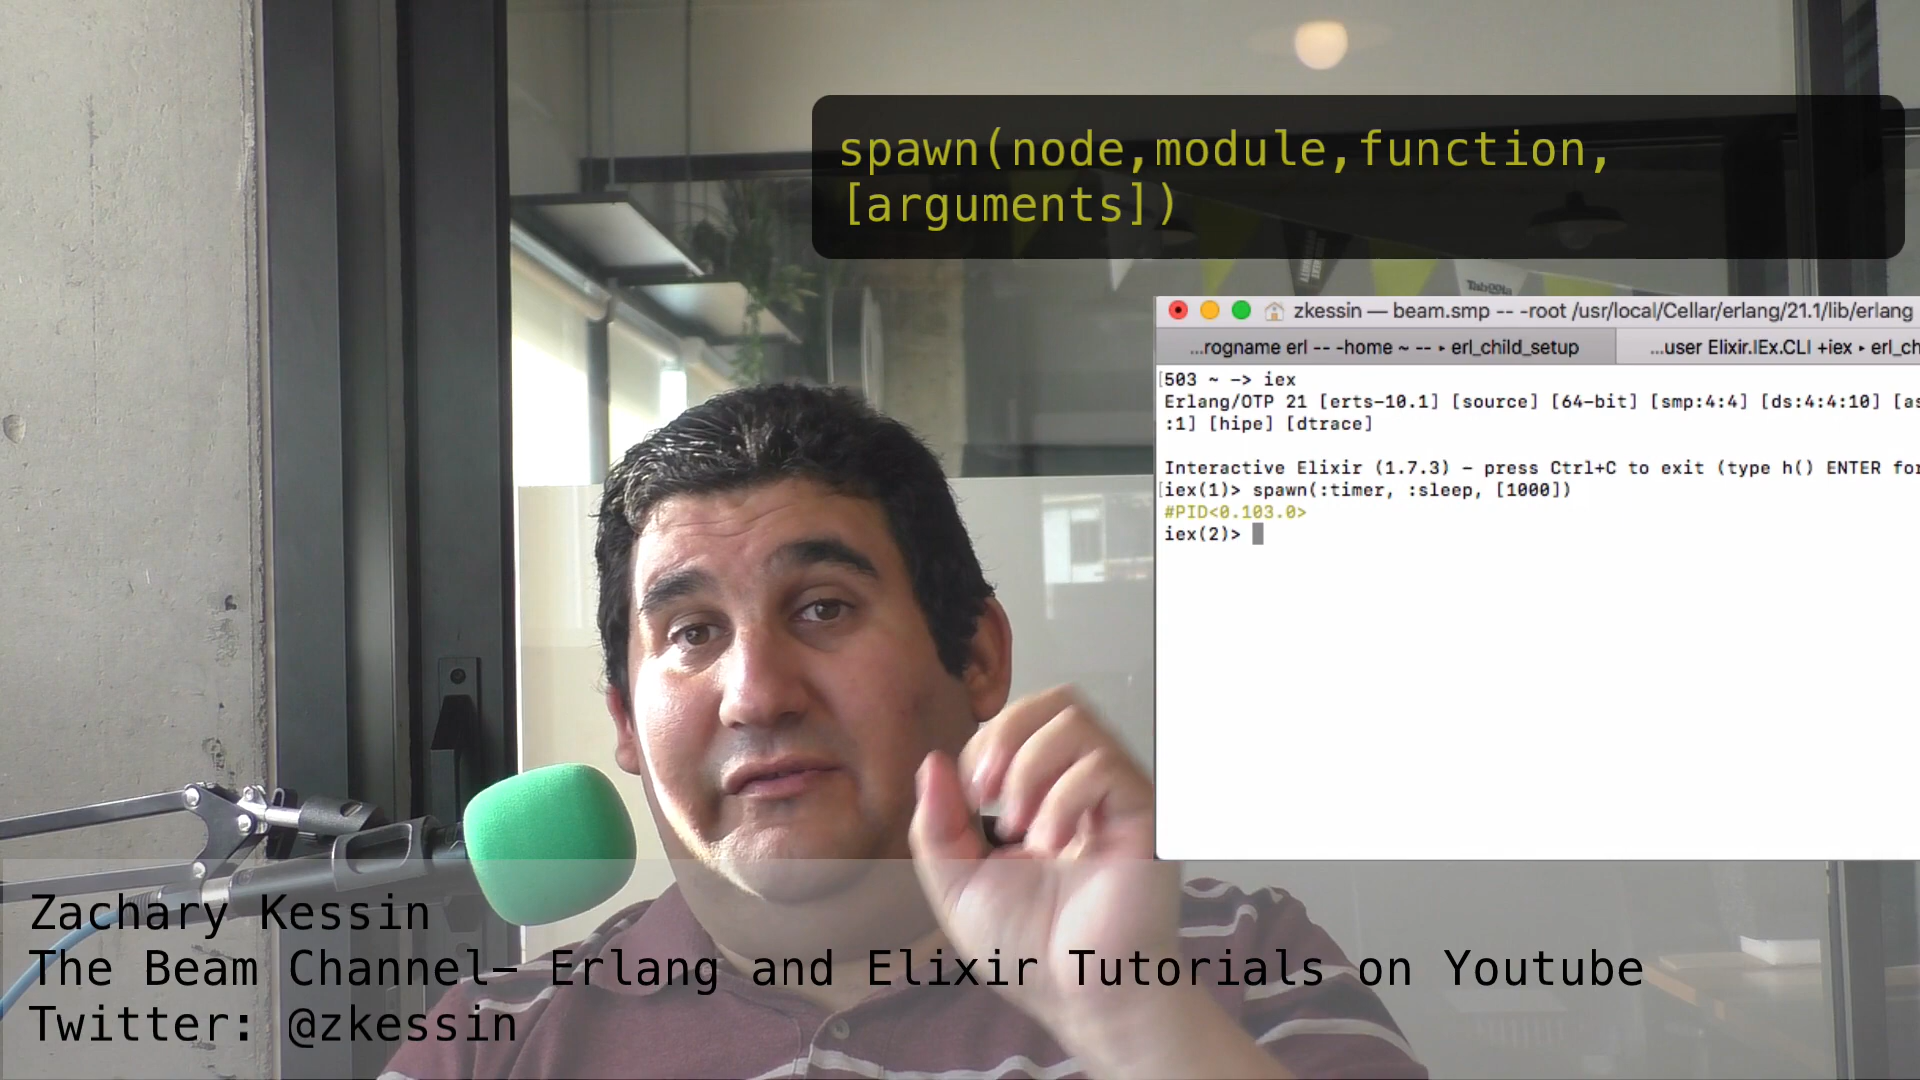 spawn(node,module,function,
[arguments])
Taboola
zkessin — beam.smp -- -root /usr/local/Cellar/erlang/21.1/lib/erlang
...rogname erl -- -home ~ -- ▸ erl_child_setup
...user Elixir.IEx.CLI +iex ▸ erl_ch
[503 ~ -> iex
Erlang/OTP 21 [erts-10.1] [source] [64-bit] [smp:4:4] [ds:4:4:10] [as
:1] [hipe] [dtrace]
Interactive Elixir (1.7.3) - press Ctrl+C to exit (type h() ENTER for
[iex(1)> spawn(:timer, :sleep, [1000])
#PID<0.103.0>
iex(2)>
Zachary Kessin
The Beam Channel— Erlang and Elixir Tutorials on Youtube
Twitter: @zkessin